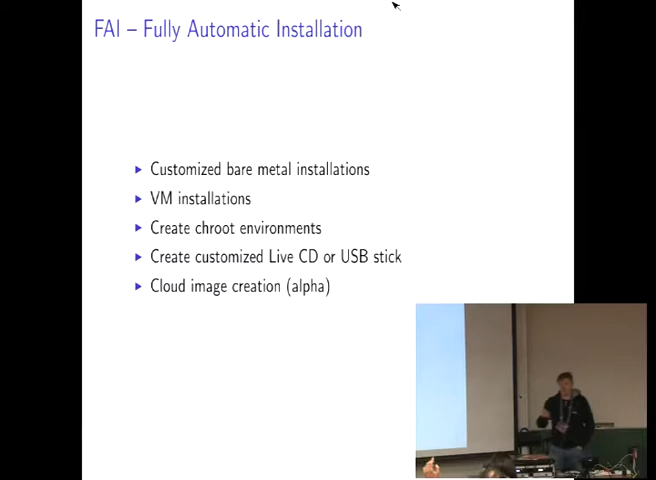 FAI – Fully Automatic Installation
Customized bare metal installations
VM installations
Create chroot environments
Create customized Live CD or USB stick
Cloud image creation (alpha)